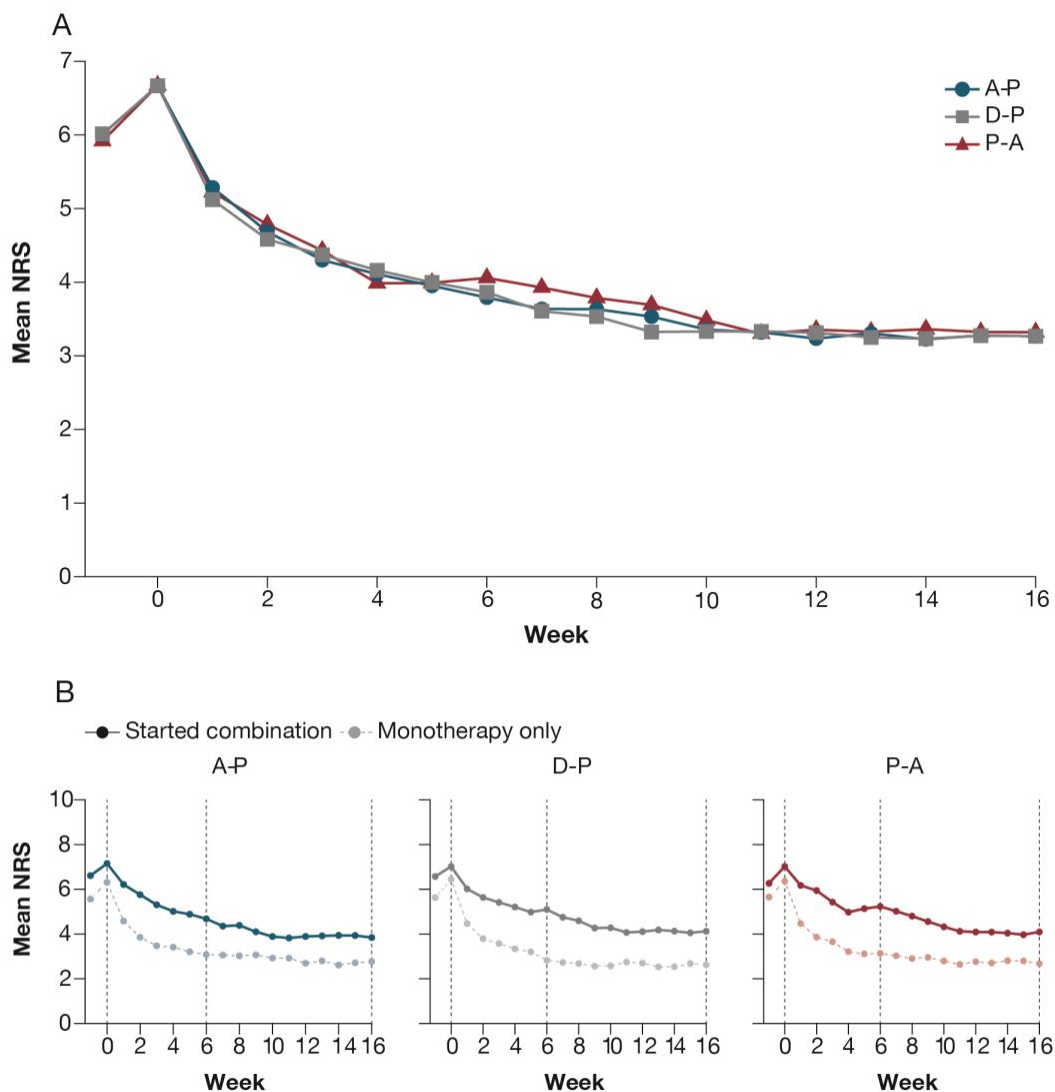 A
7
6
5
4
3
2
1
0
Mean NRS
A-P
D-P
P-A
0 2 4 6 8 10 12 14 16
Week
B
Started combination Monotherapy only
A-P D-P P-A
10
8
6
4
2
0
Mean NRS
0 2 4 6 8 10 12 14 16 0 2 4 6 8 10 12 14 16 0 2 4 6 8 10 12 14 16
Week Week Week